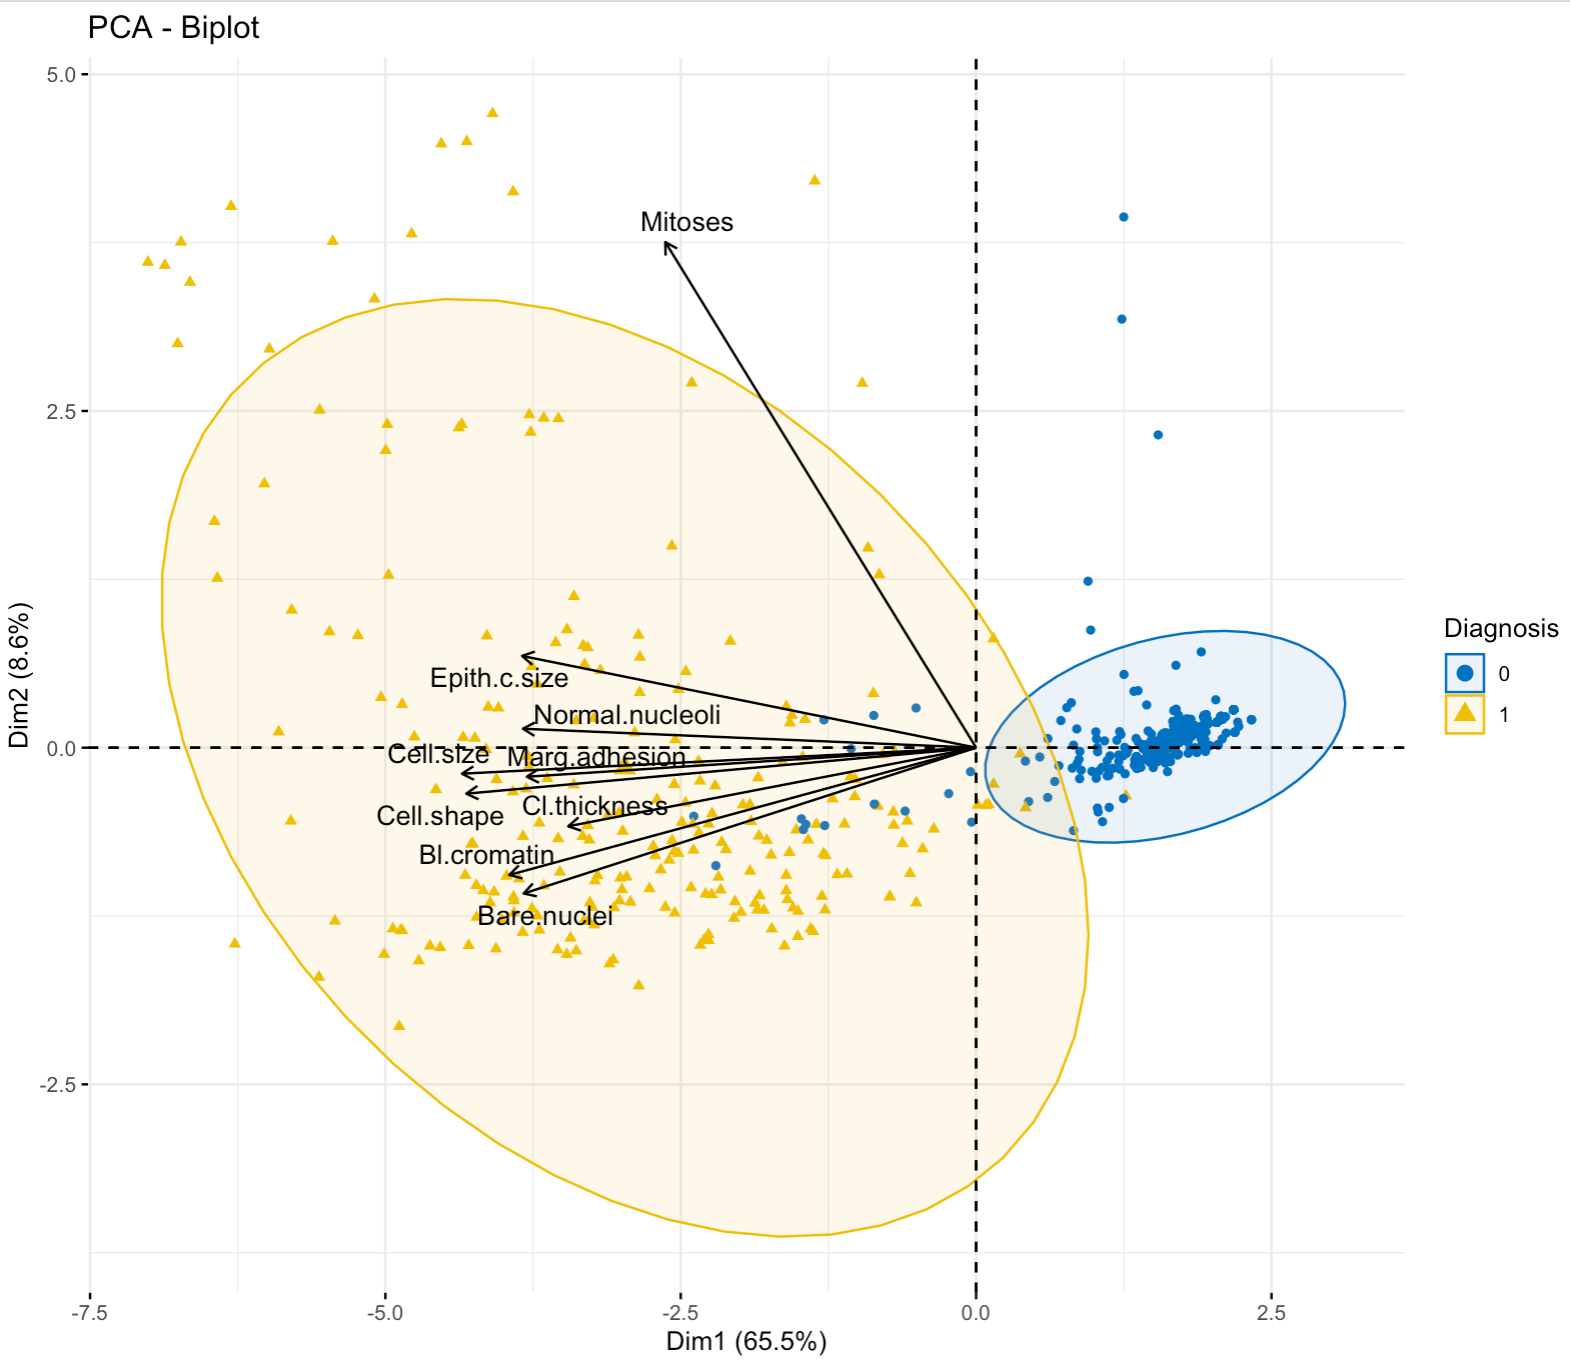 PCA - Biplot
5.0
2.5
0.0
-2.5
Dim2 (8.6%)
Mitoses
Epith.c.size
Normal.nucleoli
Cell.size
Marg.adhesion
Cell.shape
Cl.thickness
Bl.cromatin
Bare.nuclei
Diagnosis
0
1
-7.5
-5.0
-2.5
0.0
2.5
Dim1 (65.5%)